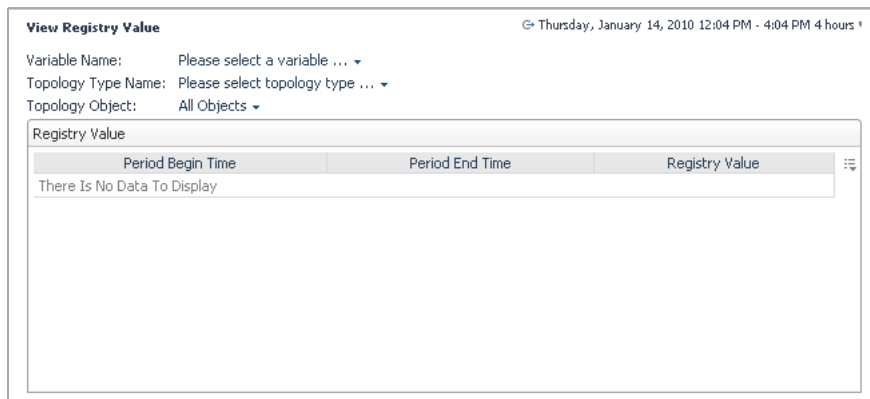 View Registry Value
Thursday, January 14, 2010 12:04 PM - 4:04 PM 4 hours
Variable Name: Please select a variable ...
Topology Type Name: Please select topology type ...
Topology Object: All Objects
Registry Value
Period Begin Time Period End Time Registry Value
There Is No Data To Display